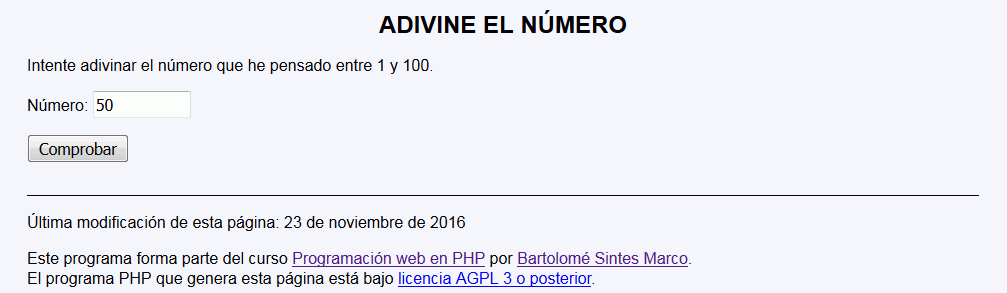 ADIVINE EL NÚMERO
Intente adivinar el número que he pensado entre 1 y 100.
Número: 50
Comprobar
Última modificación de esta página: 23 de noviembre de 2016
Este programa forma parte del curso Programación web en PHP por Bartolomé Sintes Marco.
El programa PHP que genera esta página está bajo licencia AGPL 3 o posterior.